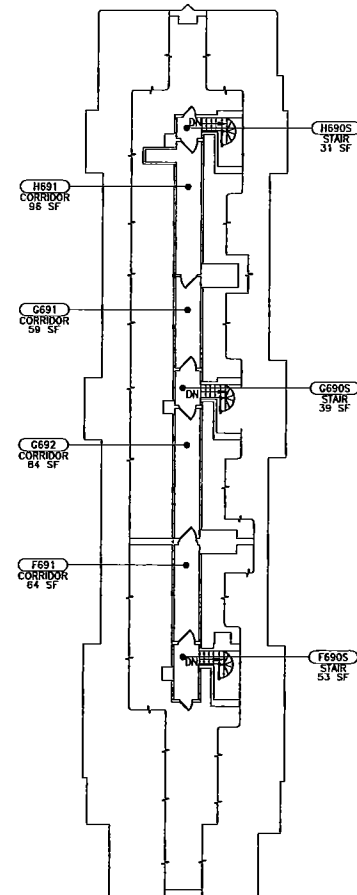 DN
H690S
STAIR
31 SF
H691
CORRIDOR
96 SF
G691
CORRIDOR
59 SF
DN
G690S
STAIR
39 SF
G692
CORRIDOR
84 SF
F691
CORRIDOR
64 SF
DN
F690S
STAIR
53 SF